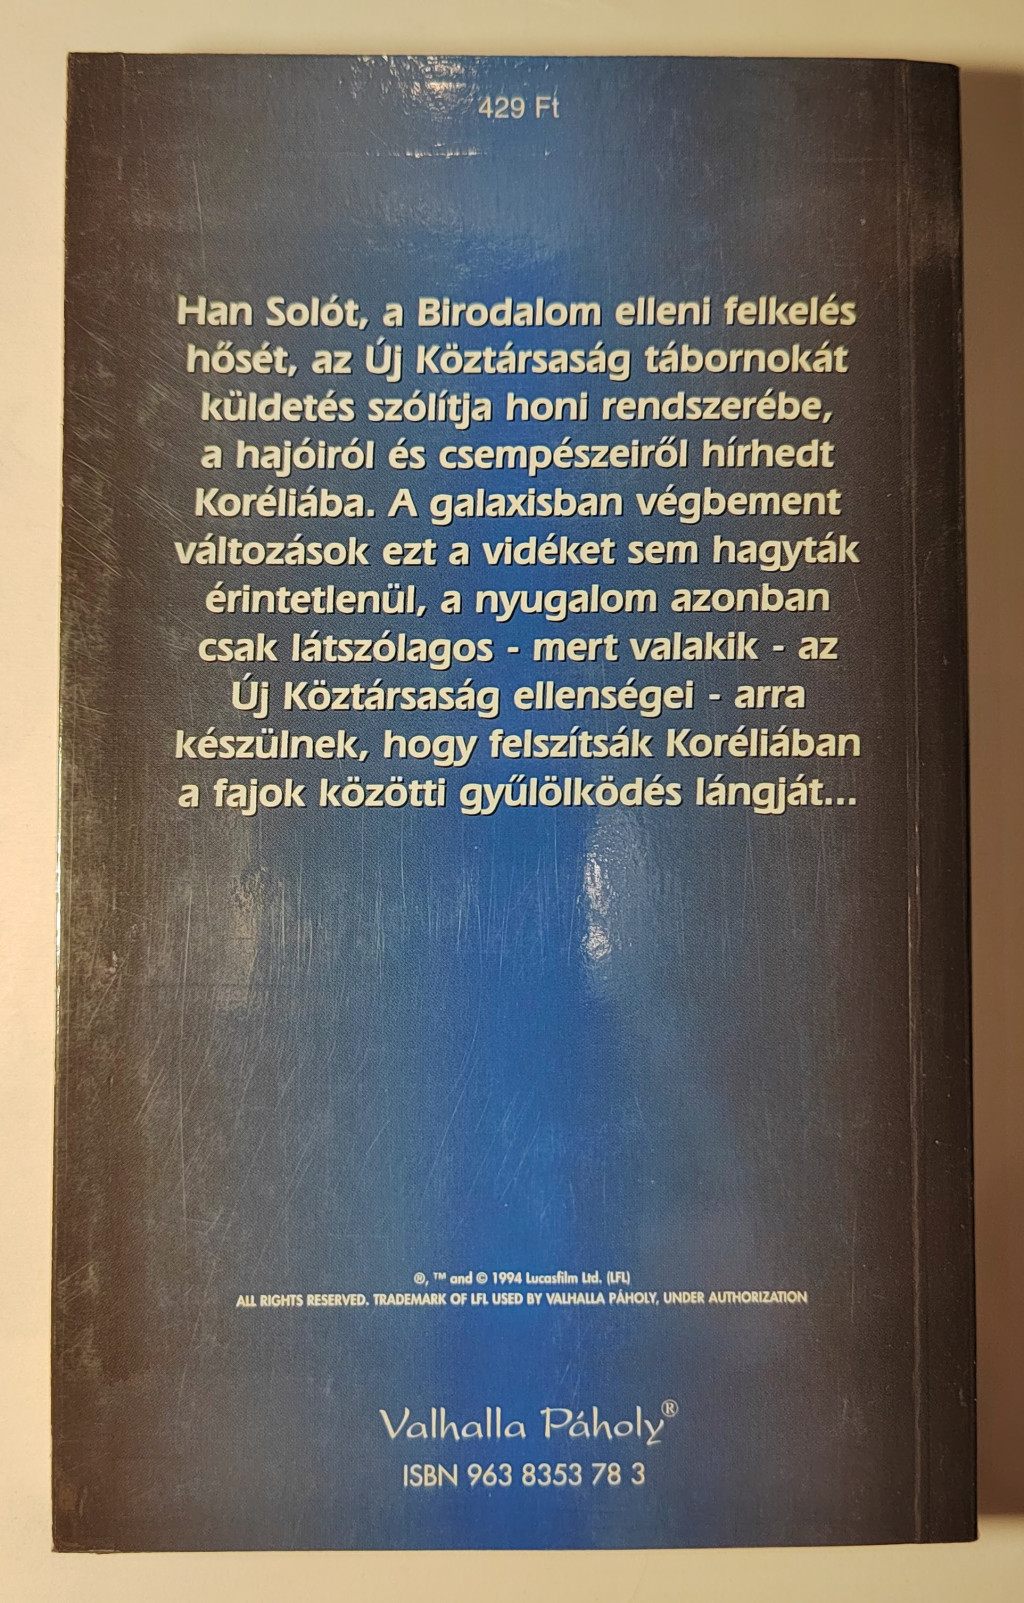 429 Ft
Han Solót, a Birodalom elleni felkelés
hősét, az Új Köztársaság tábornokát
küldetés szólítja honi rendszerébe,
a hajóiról és csempészeiről hírhedt
Koréliába. A galaxisban végbement
változások ezt a vidéket sem hagyták
érintetlenül, a nyugalom azonban
csak látszólagos - mert valakik - az
Új Köztársaság ellenségei - arra
készülnek, hogy felszítsák Koréliában
a fajok közötti gyűlölködés lángját...
®, ™ and © 1994 Lucasfilm Ltd. (LFL)
ALL RIGHTS RESERVED. TRADEMARK OF LFL USED BY VALHALLA PÁHOLY, UNDER AUTHORIZATION
Valhalla Páholy®
ISBN 963 8353 78 3